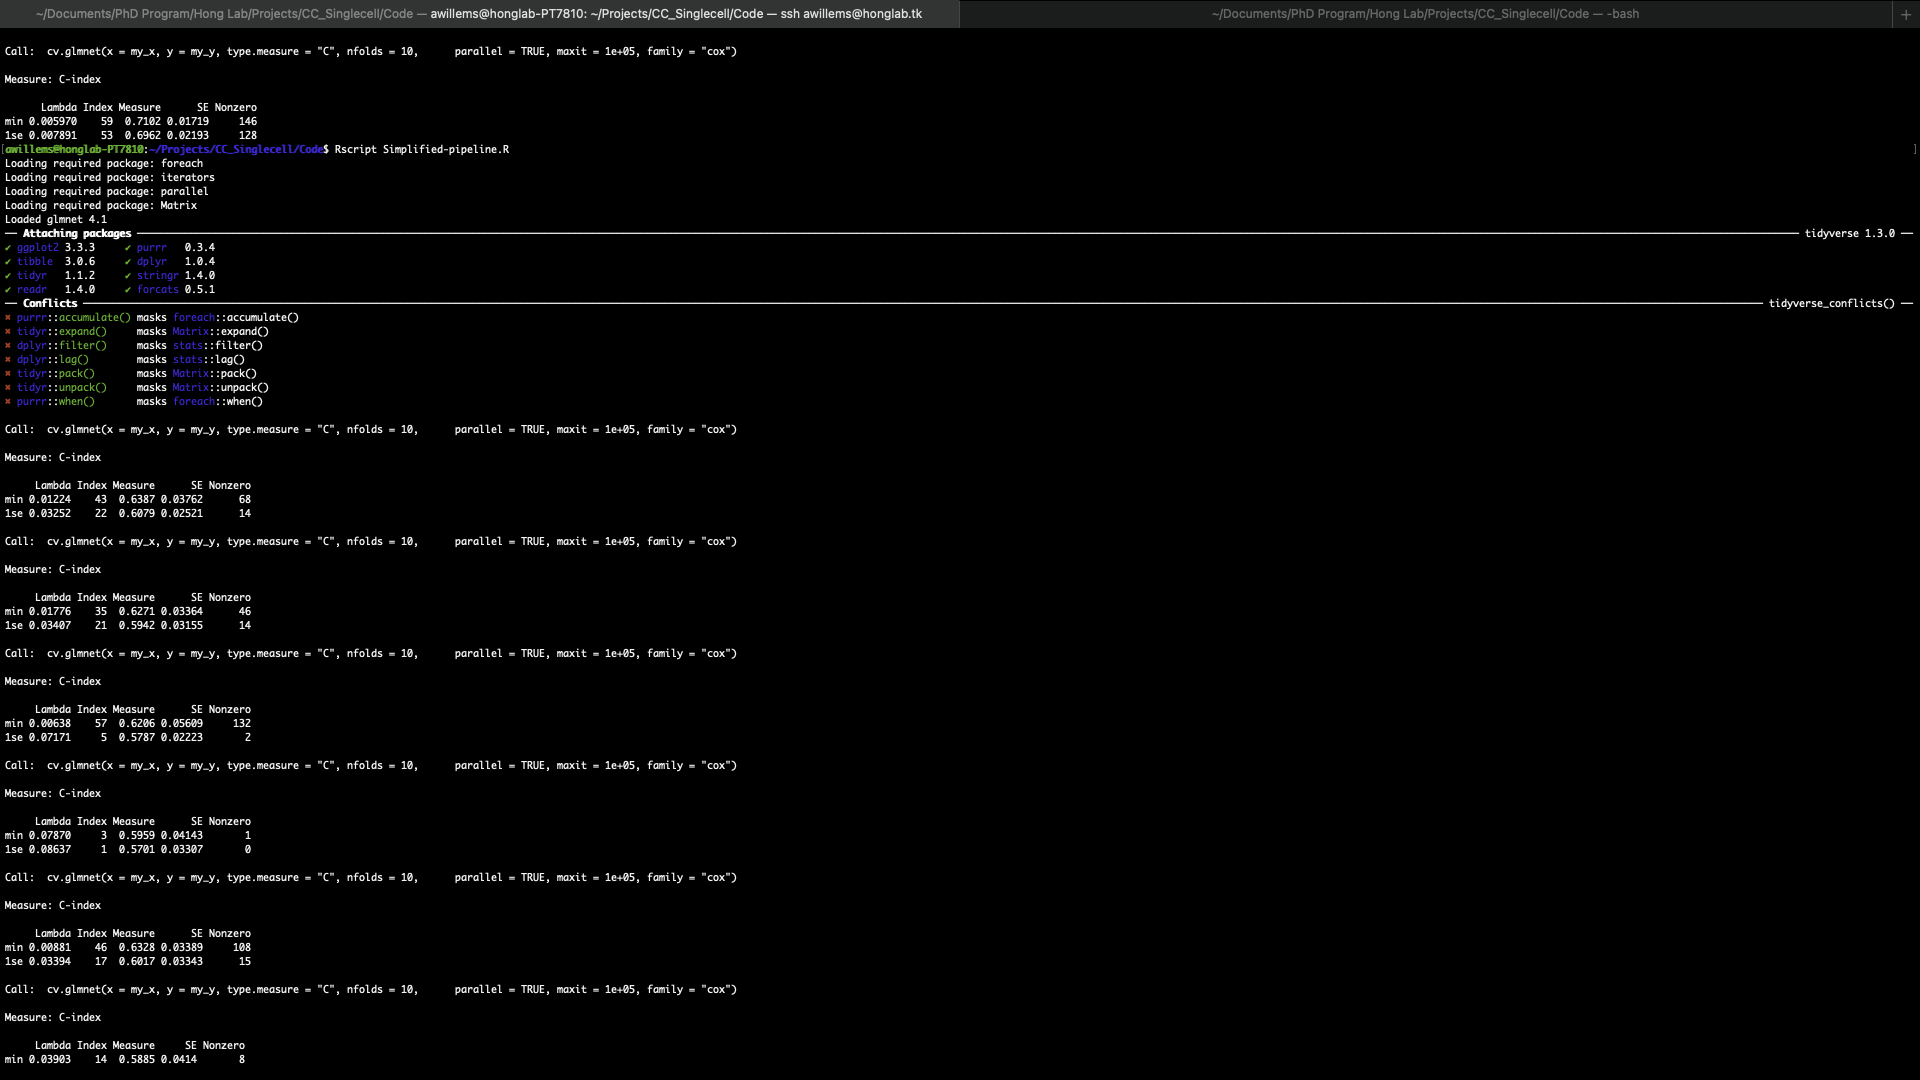 ~/Documents/PhD Program/Hong Lab/Projects/CC_Singlecell/Code — awillems@honglab-PT7810: ~/Projects/CC_Singlecell/Code — ssh awillems@honglab.tk
~/Documents/PhD Program/Hong Lab/Projects/CC_Singlecell/Code — -bash
+
Call:  cv.glmnet(x = my_x, y = my_y, type.measure = "C", nfolds = 10,      parallel = TRUE, maxit = 1e+05, family = "cox")
Measure: C-index
Lambda Index Measure      SE Nonzero
min 0.005970    59  0.7102 0.01719     146
1se 0.007891    53  0.6962 0.02193     128
[awillems@honglab-PT7810:~/Projects/CC_Singlecell/Code$ Rscript Simplified-pipeline.R ]
Loading required package: foreach
Loading required package: iterators
Loading required package: parallel
Loading required package: Matrix
Loaded glmnet 4.1
── Attaching packages ── tidyverse 1.3.0 ──
✔ ggplot2 3.3.3     ✔ purrr   0.3.4
✔ tibble  3.0.6     ✔ dplyr   1.0.4
✔ tidyr   1.1.2     ✔ stringr 1.4.0
✔ readr   1.4.0     ✔ forcats 0.5.1
── Conflicts ── tidyverse_conflicts() ──
✖ purrr::accumulate() masks foreach::accumulate()
✖ tidyr::expand()     masks Matrix::expand()
✖ dplyr::filter()     masks stats::filter()
✖ dplyr::lag()        masks stats::lag()
✖ tidyr::pack()       masks Matrix::pack()
✖ tidyr::unpack()     masks Matrix::unpack()
✖ purrr::when()       masks foreach::when()
Call:  cv.glmnet(x = my_x, y = my_y, type.measure = "C", nfolds = 10,      parallel = TRUE, maxit = 1e+05, family = "cox")
Measure: C-index
Lambda Index Measure      SE Nonzero
min 0.01224    43  0.6387 0.03762      68
1se 0.03252    22  0.6079 0.02521      14
Call:  cv.glmnet(x = my_x, y = my_y, type.measure = "C", nfolds = 10,      parallel = TRUE, maxit = 1e+05, family = "cox")
Measure: C-index
Lambda Index Measure      SE Nonzero
min 0.01776    35  0.6271 0.03364      46
1se 0.03407    21  0.5942 0.03155      14
Call:  cv.glmnet(x = my_x, y = my_y, type.measure = "C", nfolds = 10,      parallel = TRUE, maxit = 1e+05, family = "cox")
Measure: C-index
Lambda Index Measure      SE Nonzero
min 0.00638    57  0.6206 0.05609     132
1se 0.07171     5  0.5787 0.02223       2
Call:  cv.glmnet(x = my_x, y = my_y, type.measure = "C", nfolds = 10,      parallel = TRUE, maxit = 1e+05, family = "cox")
Measure: C-index
Lambda Index Measure      SE Nonzero
min 0.07870     3  0.5959 0.04143       1
1se 0.08637     1  0.5701 0.03307       0
Call:  cv.glmnet(x = my_x, y = my_y, type.measure = "C", nfolds = 10,      parallel = TRUE, maxit = 1e+05, family = "cox")
Measure: C-index
Lambda Index Measure      SE Nonzero
min 0.00881    46  0.6328 0.03389     108
1se 0.03394    17  0.6017 0.03343      15
Call:  cv.glmnet(x = my_x, y = my_y, type.measure = "C", nfolds = 10,      parallel = TRUE, maxit = 1e+05, family = "cox")
Measure: C-index
Lambda Index Measure     SE Nonzero
min 0.03903    14  0.5885 0.0414       8